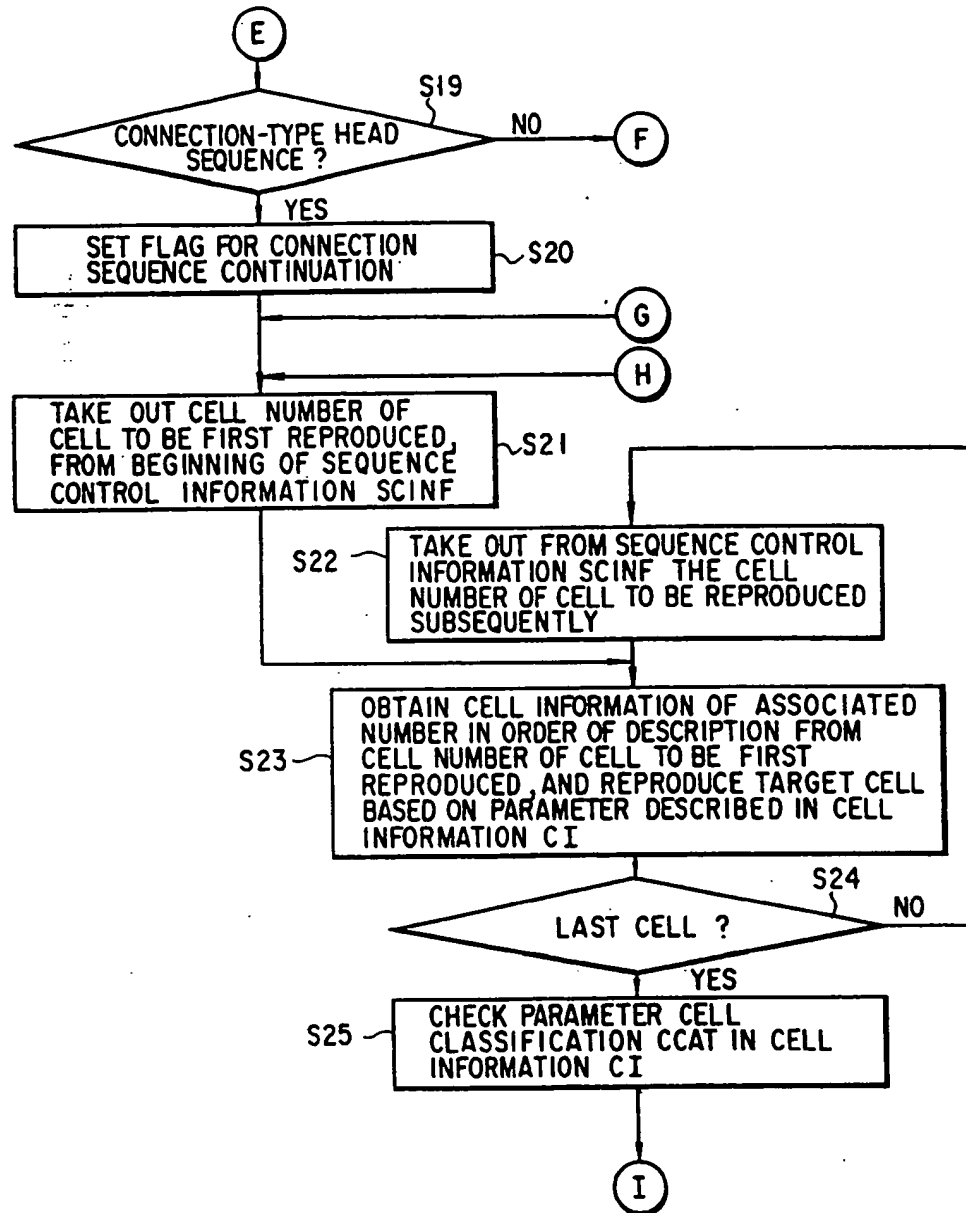 E
S19
CONNECTION-TYPE HEAD
SEQUENCE ?
NO
F
YES
SET FLAG FOR CONNECTION
SEQUENCE CONTINUATION
S20
G
H
TAKE OUT CELL NUMBER OF
CELL TO BE FIRST REPRODUCED,
FROM BEGINNING OF SEQUENCE
CONTROL INFORMATION SCINF
S21
S22
TAKE OUT FROM SEQUENCE CONTROL
INFORMATION SCINF THE CELL
NUMBER OF CELL TO BE REPRODUCED
SUBSEQUENTLY
S23
OBTAIN CELL INFORMATION OF ASSOCIATED
NUMBER IN ORDER OF DESCRIPTION FROM
CELL NUMBER OF CELL TO BE FIRST
REPRODUCED, AND REPRODUCE TARGET CELL
BASED ON PARAMETER DESCRIBED IN CELL
INFORMATION CI
S24
LAST CELL ?
NO
YES
S25
CHECK PARAMETER CELL
CLASSIFICATION CCAT IN CELL
INFORMATION CI
I